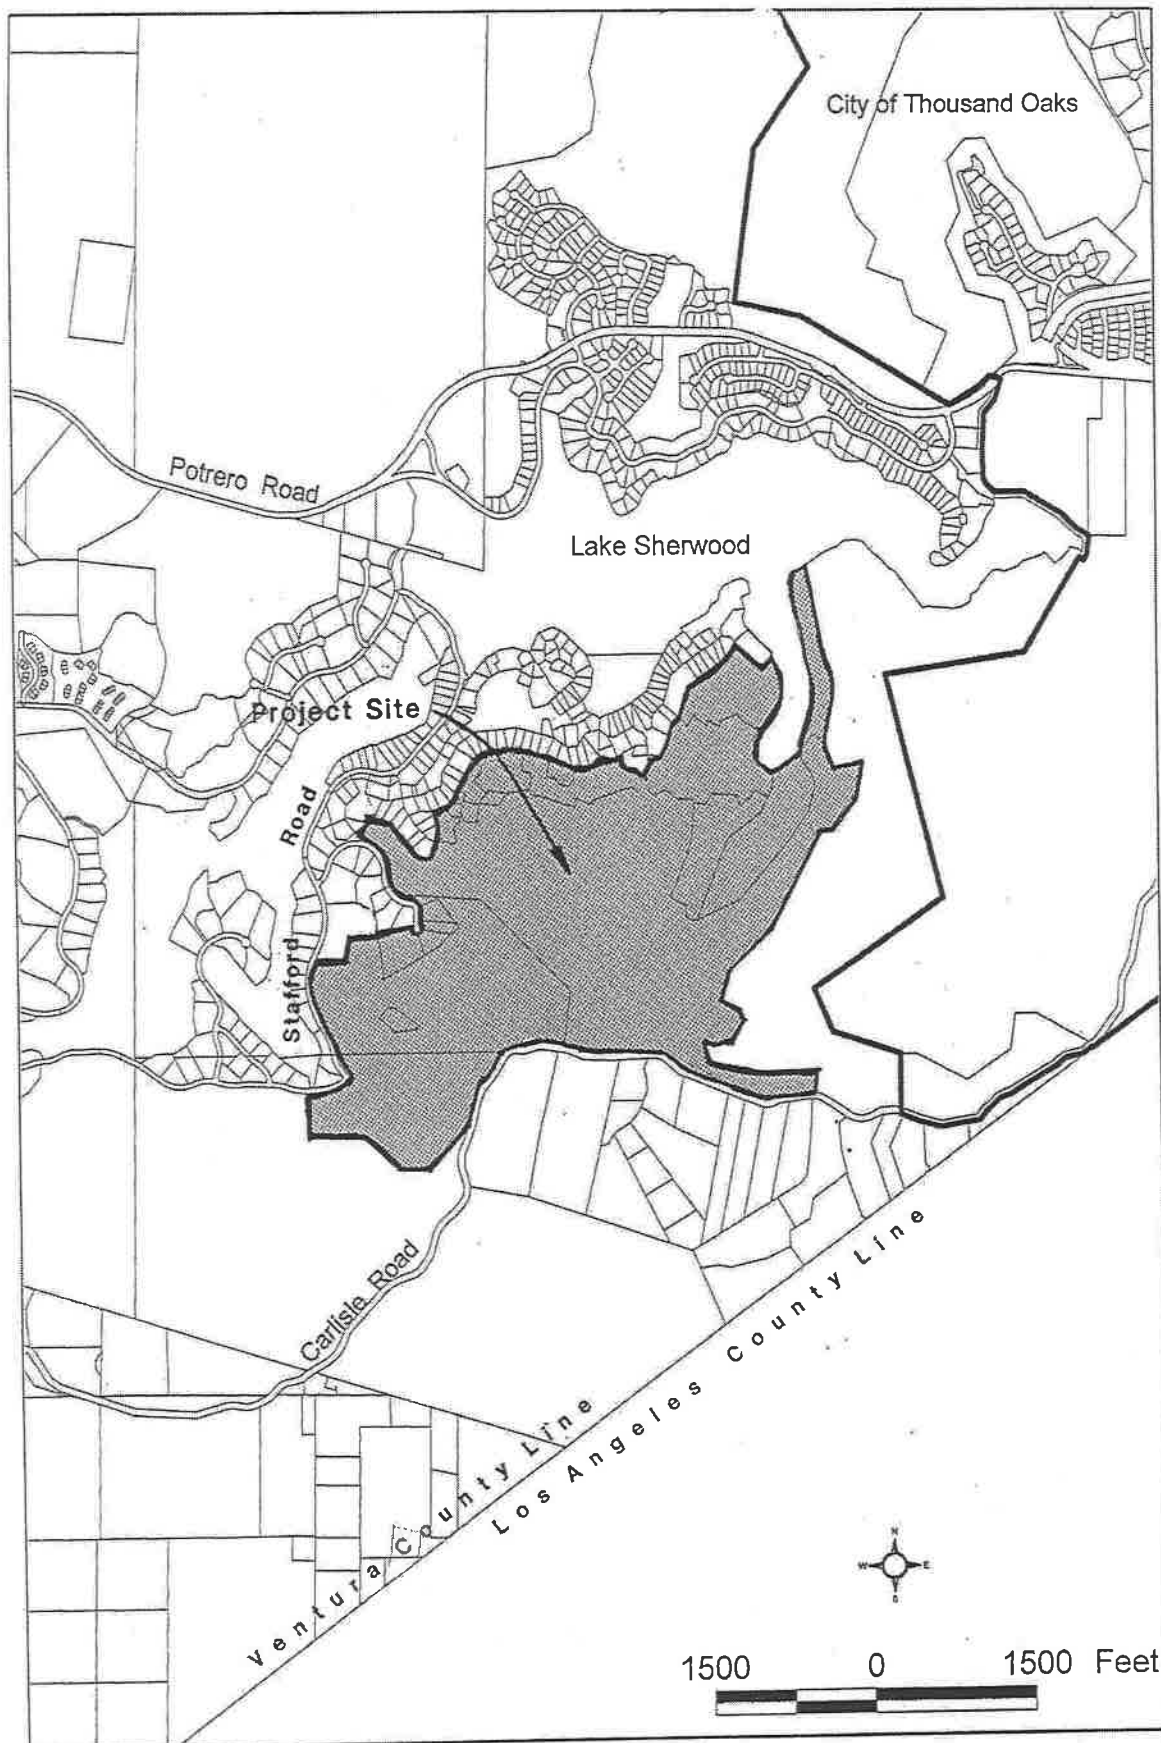 City of Thousand Oaks
Potrero Road
Lake Sherwood
Project Site
Road
Stafford
Carlisle Road
Ventura County Line
Los Angeles County Line
N
W E
S
1500 0 1500 Feet